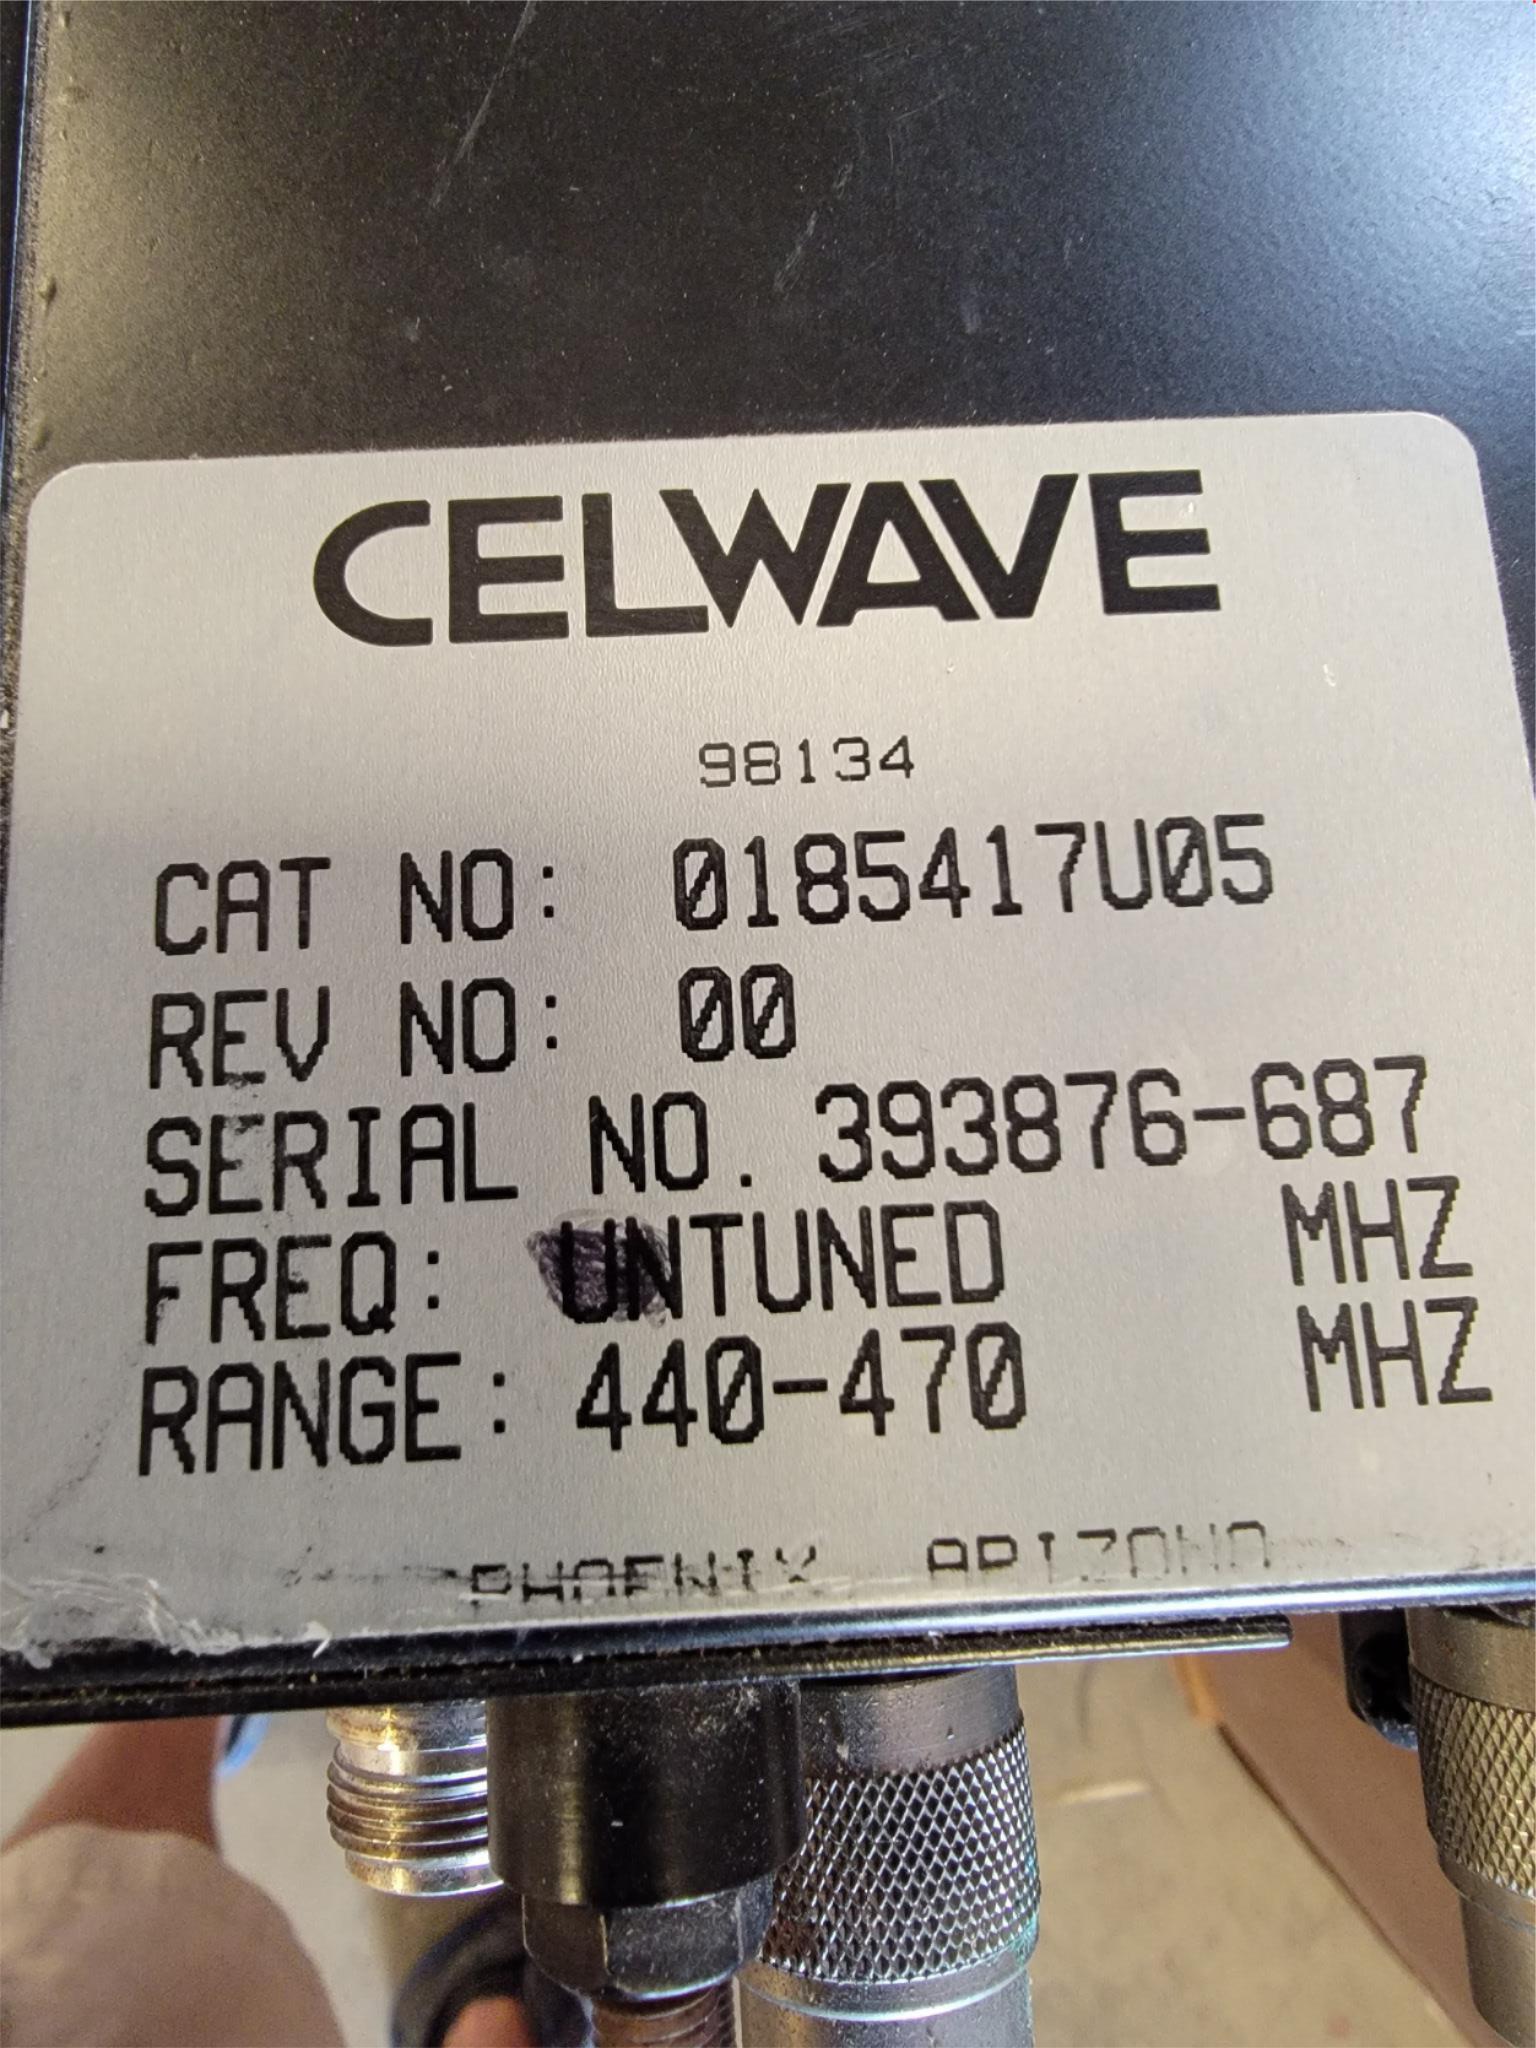 CELWAVE
98134
CAT NO: 0185417U05
REV NO: 00
SERIAL NO. 393876-687
FREQ: UNTUNED MHZ
RANGE: 440-470 MHZ
PHOENIX ARIZONA